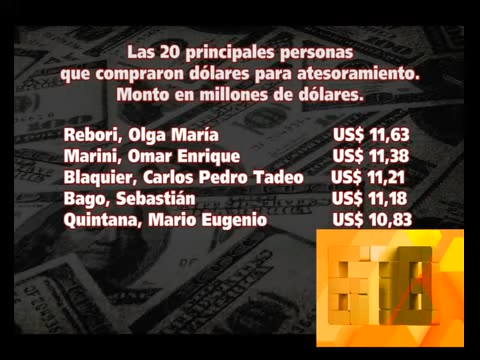 Las 20 principales personas
que compraron dólares para atesoramiento.
Monto en millones de dólares.
Rebori, Olga María US$ 11,63
Marini, Omar Enrique US$ 11,38
Blaquier, Carlos Pedro Tadeo US$ 11,21
Bago, Sebastián US$ 11,18
Quintana, Mario Eugenio US$ 10,83